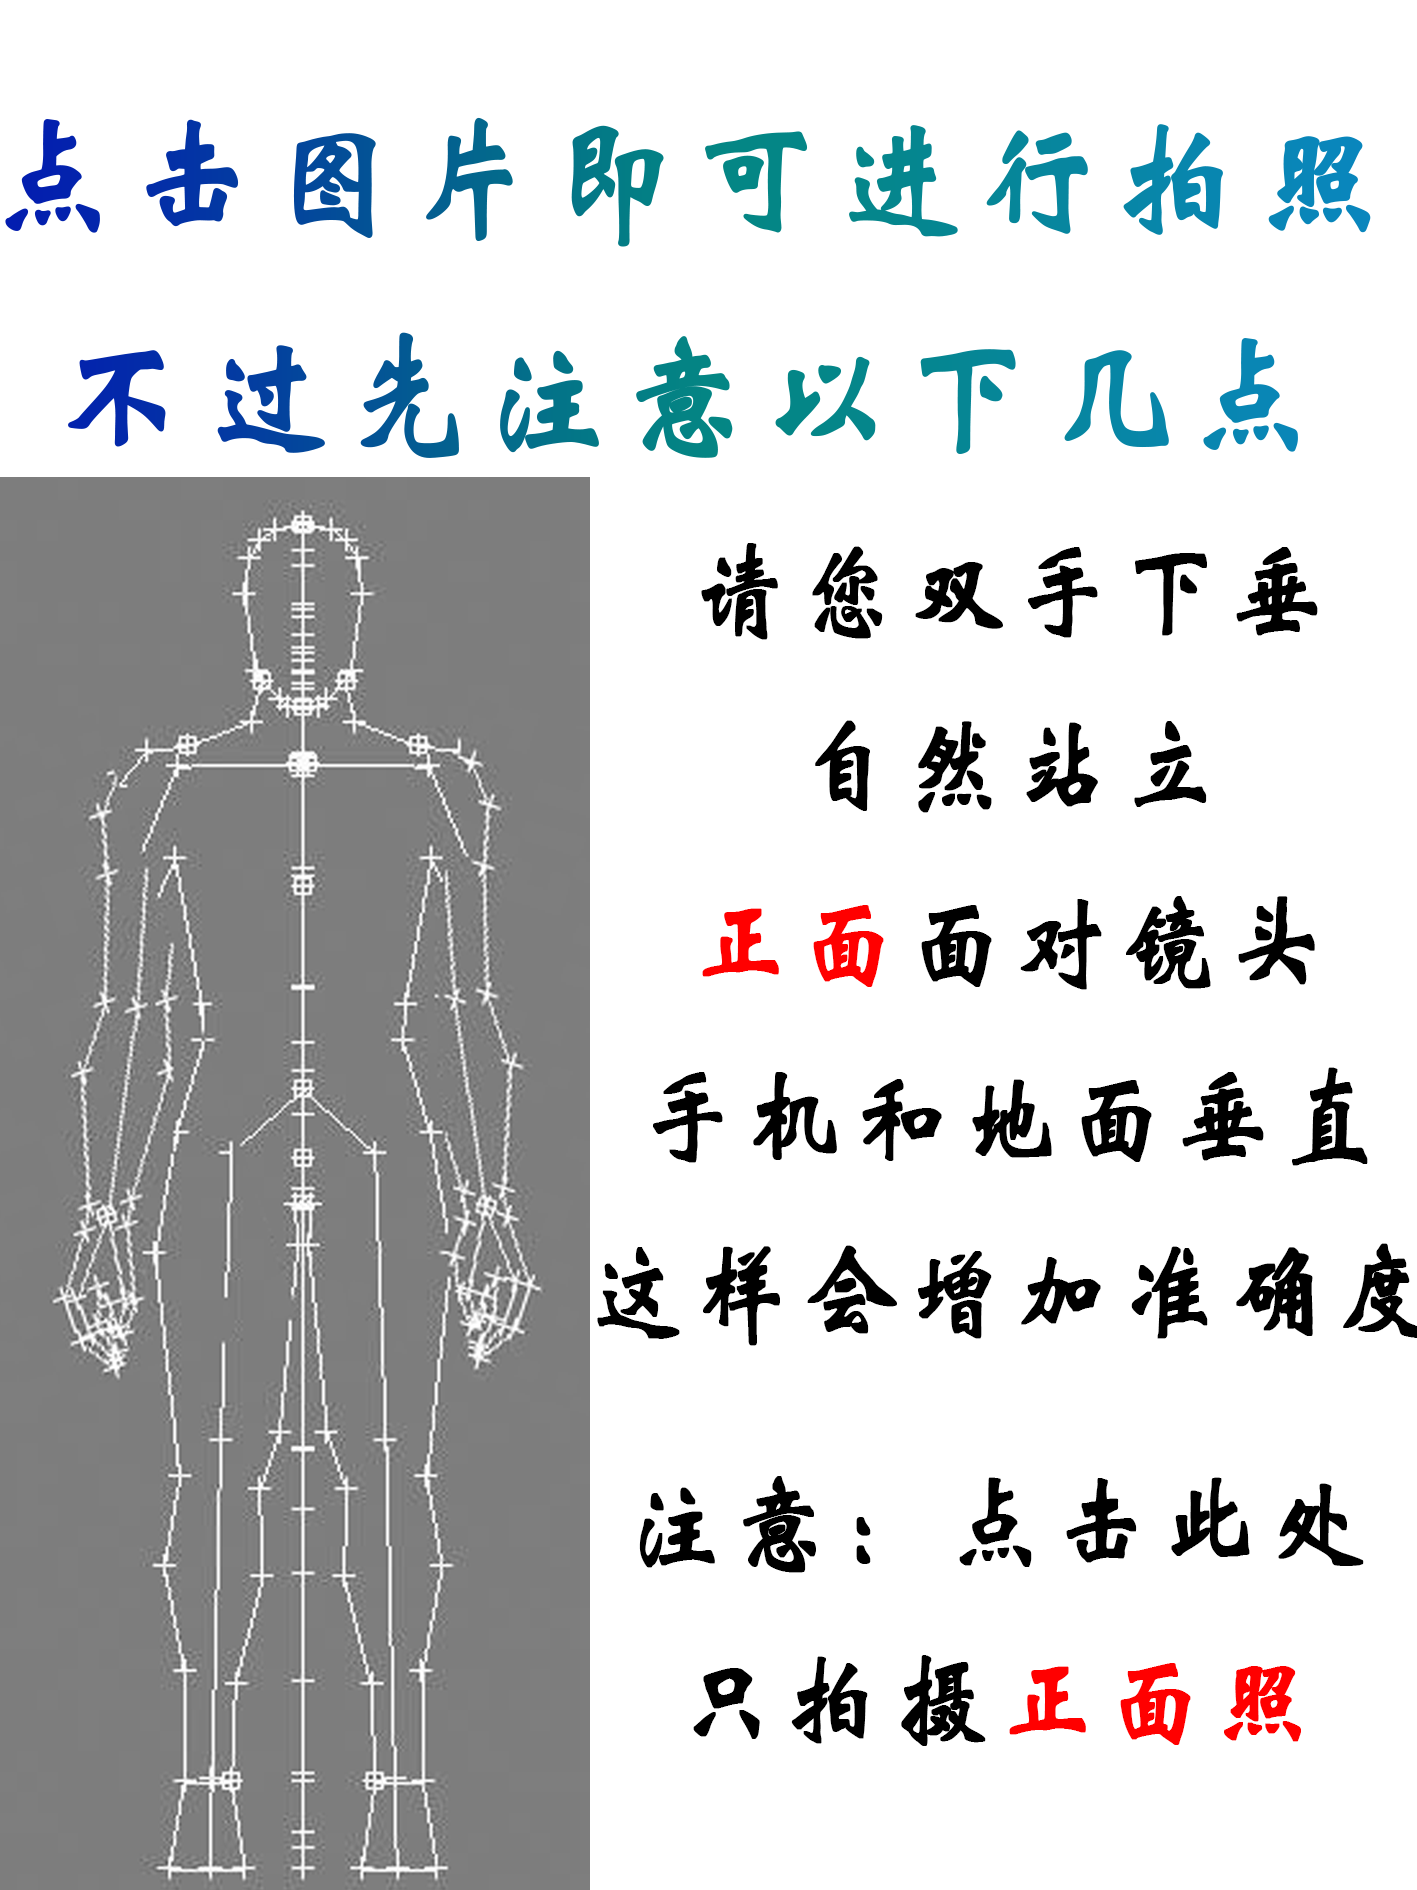 点击图片即可进行拍照
不过先注意以下几点
请您双手下垂
自然站立
正面面对镜头
手机和地面垂直
这样会增加准确度
注意：点击此处
只拍摄正面照